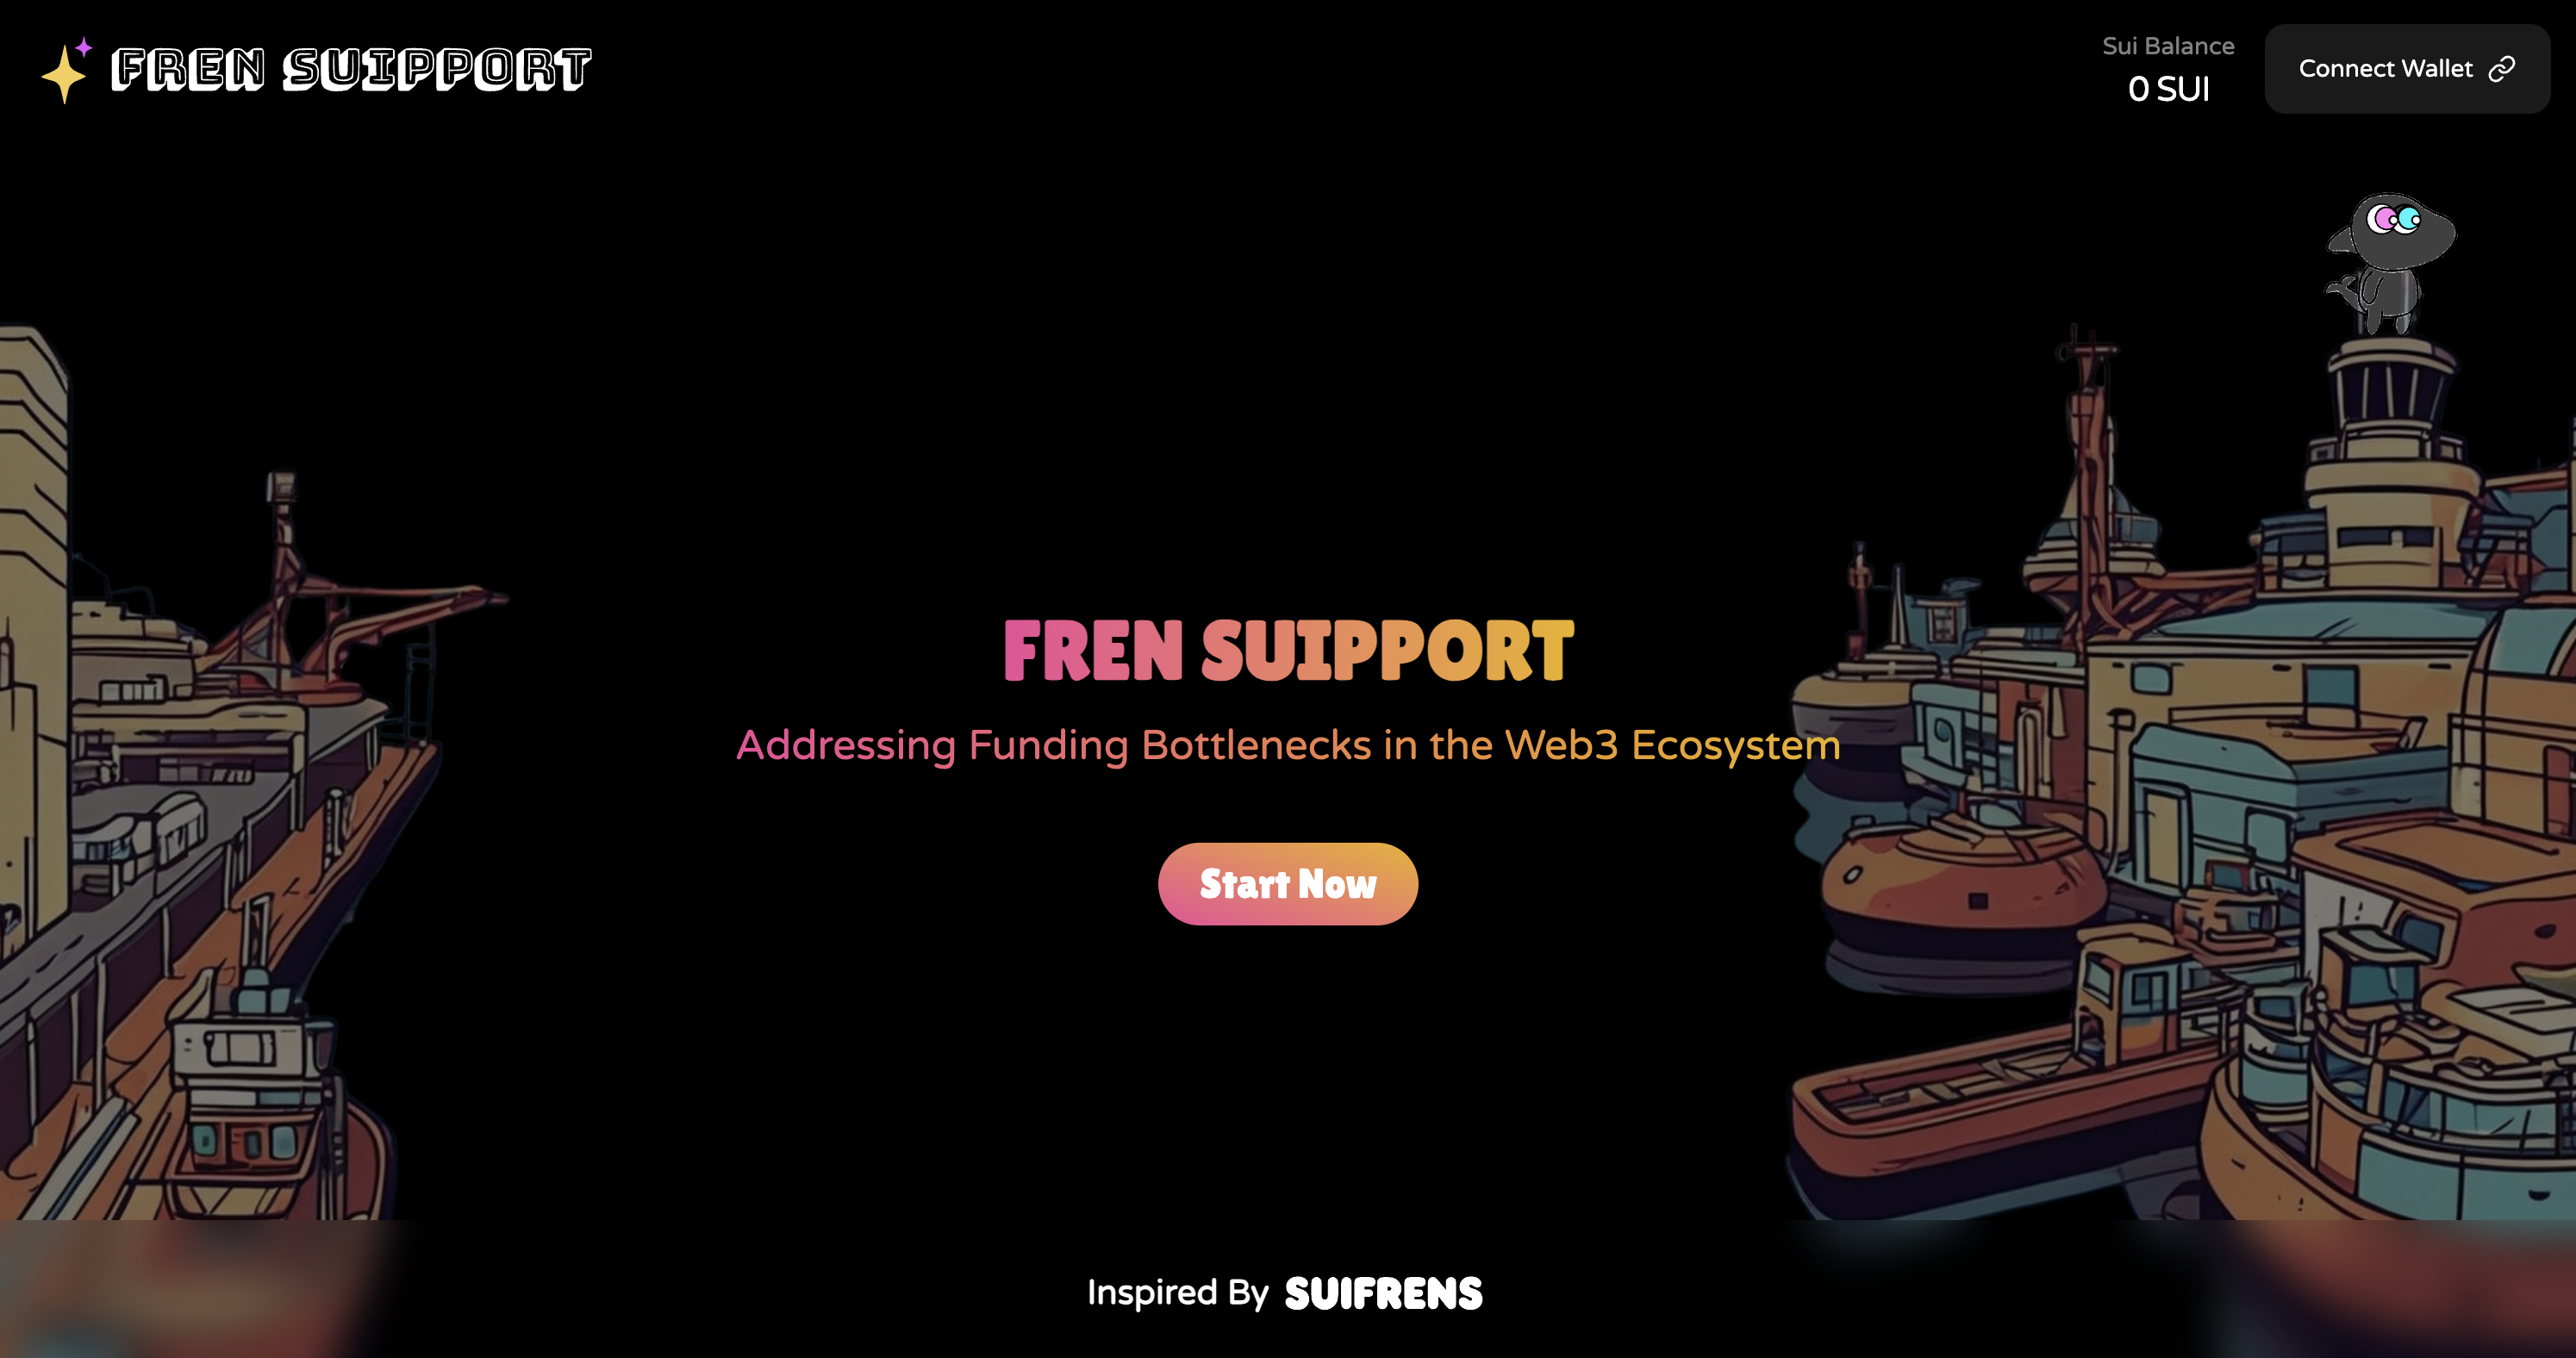 FREN SUIPPORT
Sui Balance
0 SUI
Connect Wallet
FREN SUIPPORT
Addressing Funding Bottlenecks in the Web3 Ecosystem
Start Now
Inspired By SUIFRENS